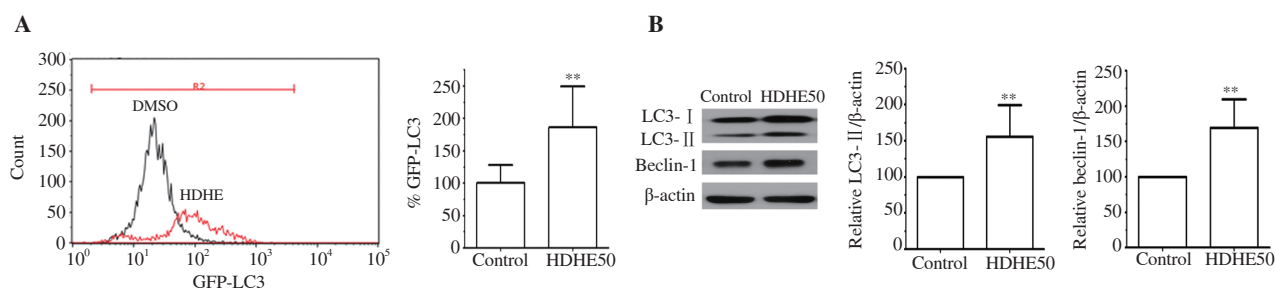 A
300
250
200
150
100
50
0
Count
R2
DMSO
HDHE
10⁰
10¹
10²
10³
10⁴
10⁵
GFP-LC3
250
200
150
100
50
0
% GFP-LC3
**
Control
HDHE50
B
Control HDHE50
LC3-Ⅰ
LC3-Ⅱ
Beclin-1
β-actin
250
200
150
100
50
0
Relative LC3-Ⅱ/β-actin
**
Control
HDHE50
250
200
150
100
50
0
Relative beclin-1/β-actin
**
Control
HDHE50